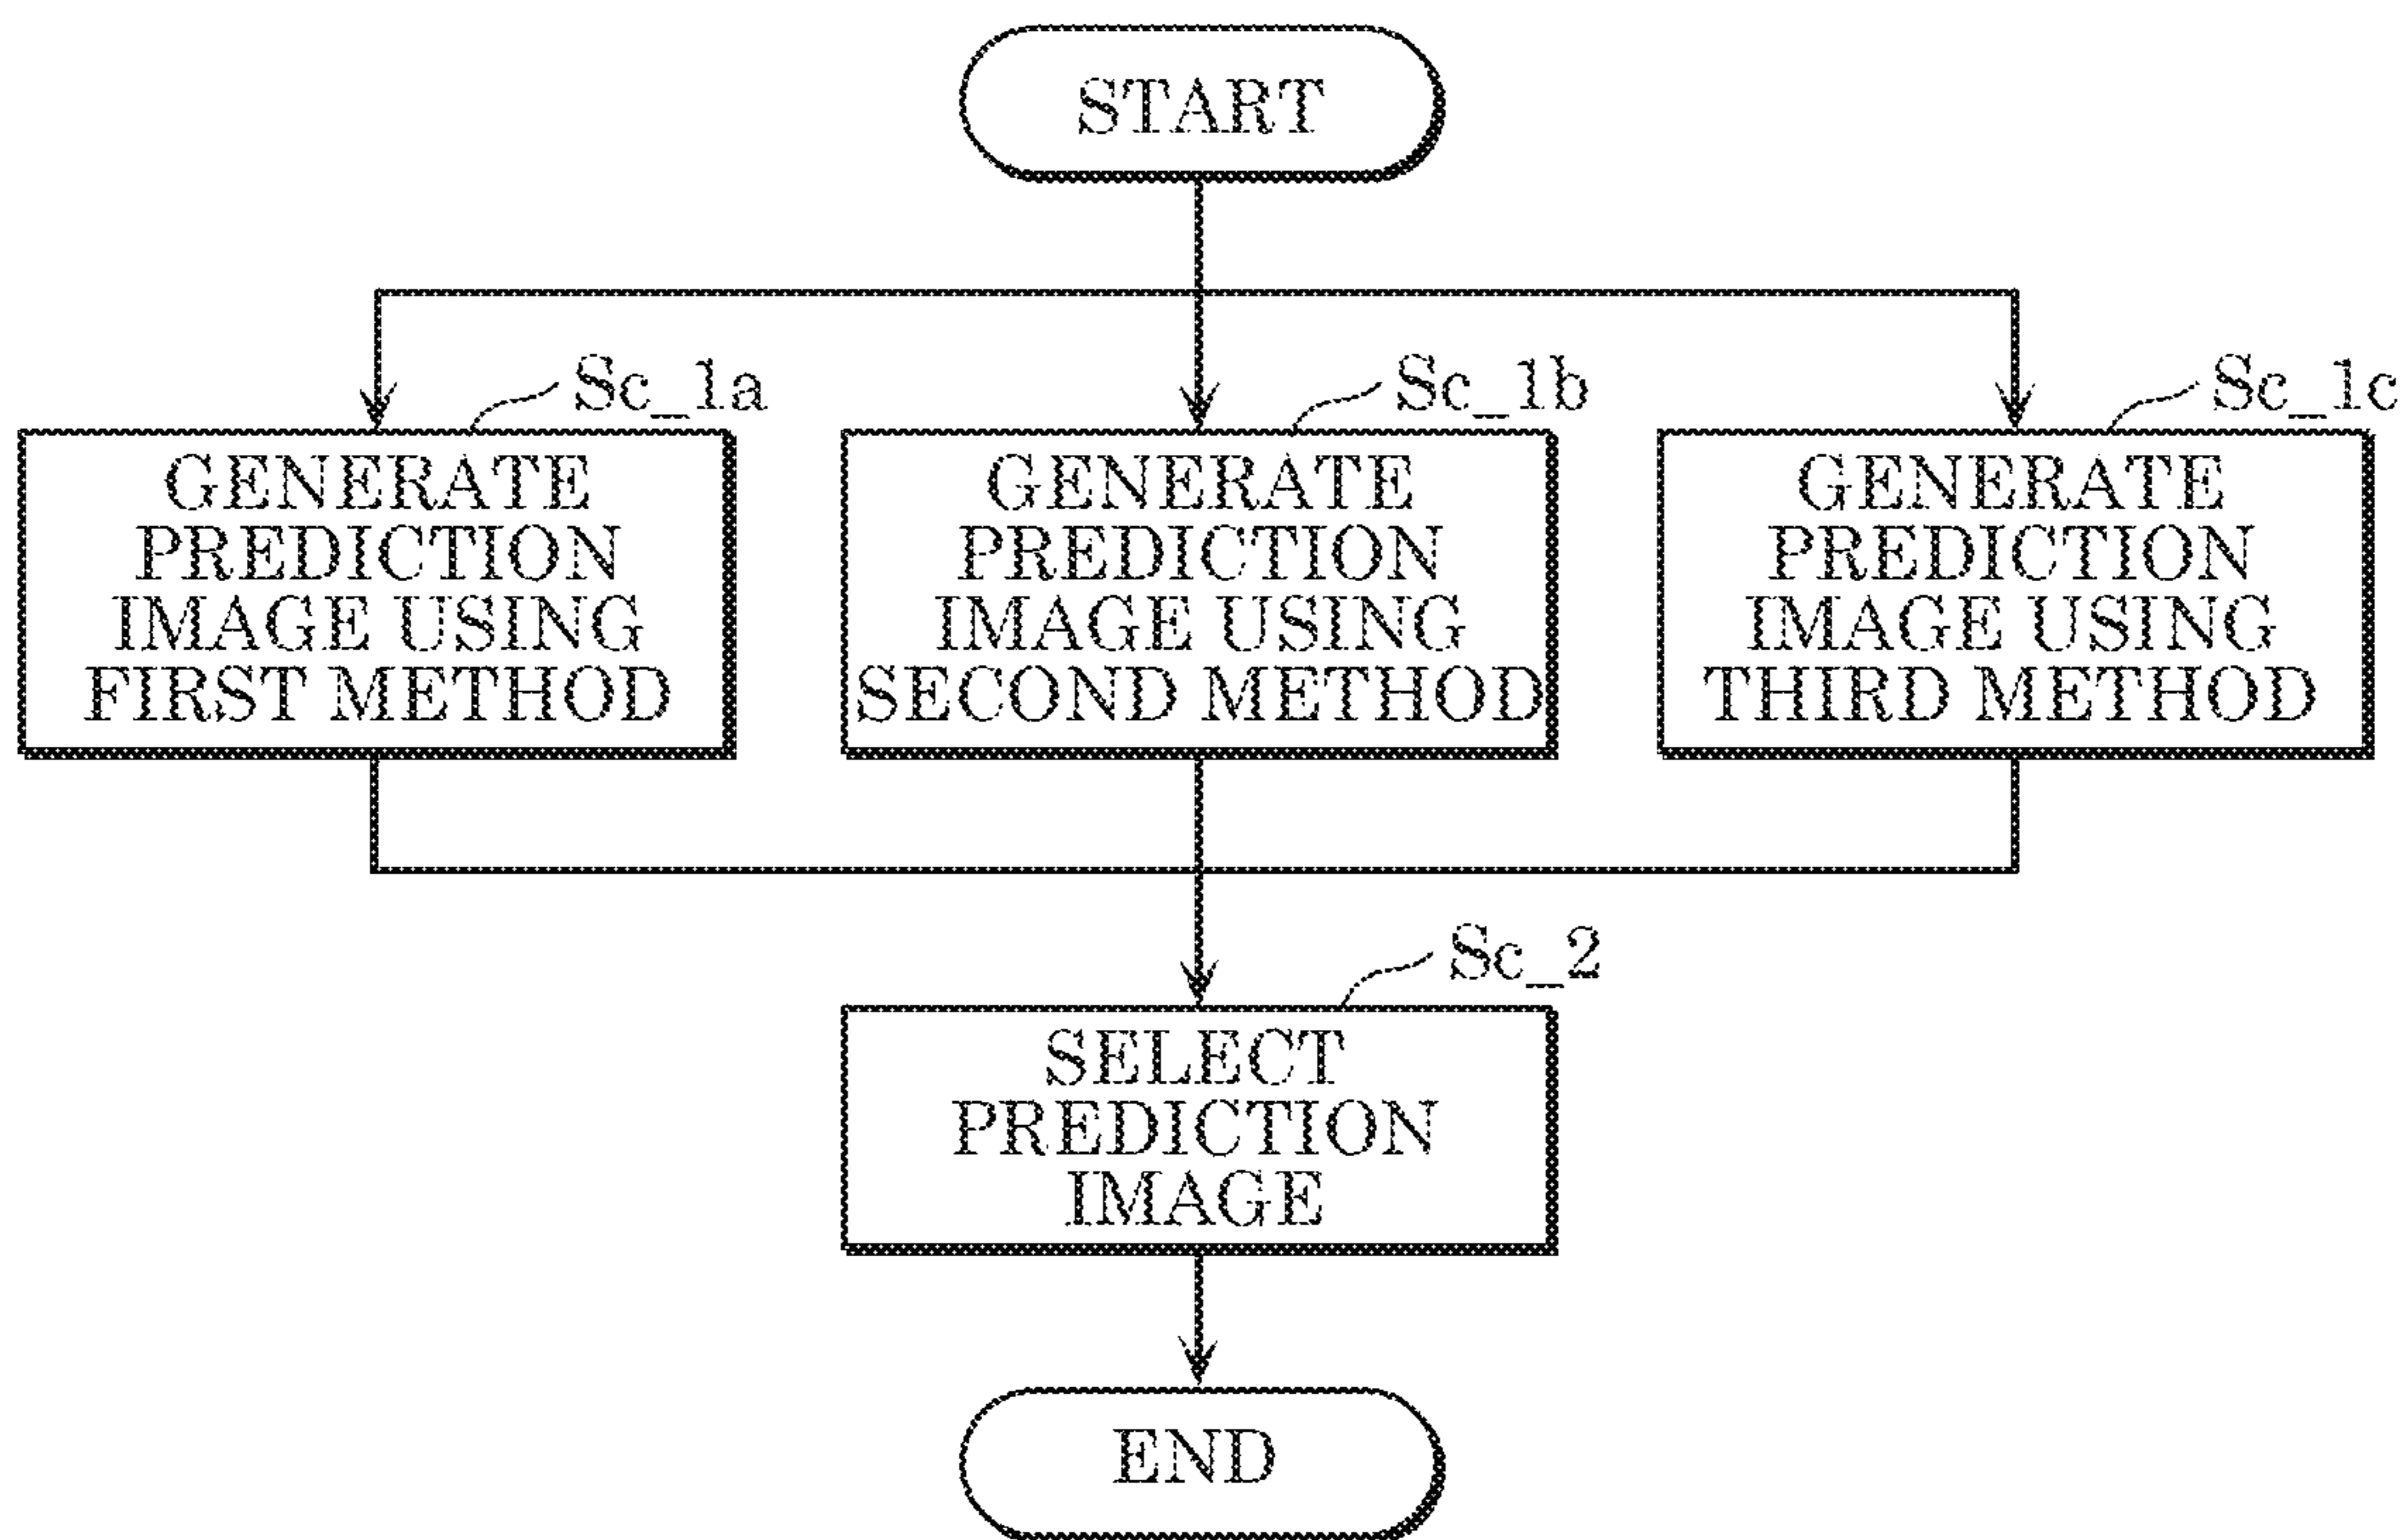 START
Sc_1a
Sc_1b
Sc_1c
GENERATE
PREDICTION
IMAGE USING
FIRST METHOD
GENERATE
PREDICTION
IMAGE USING
SECOND METHOD
GENERATE
PREDICTION
IMAGE USING
THIRD METHOD
Sc_2
SELECT
PREDICTION
IMAGE
END